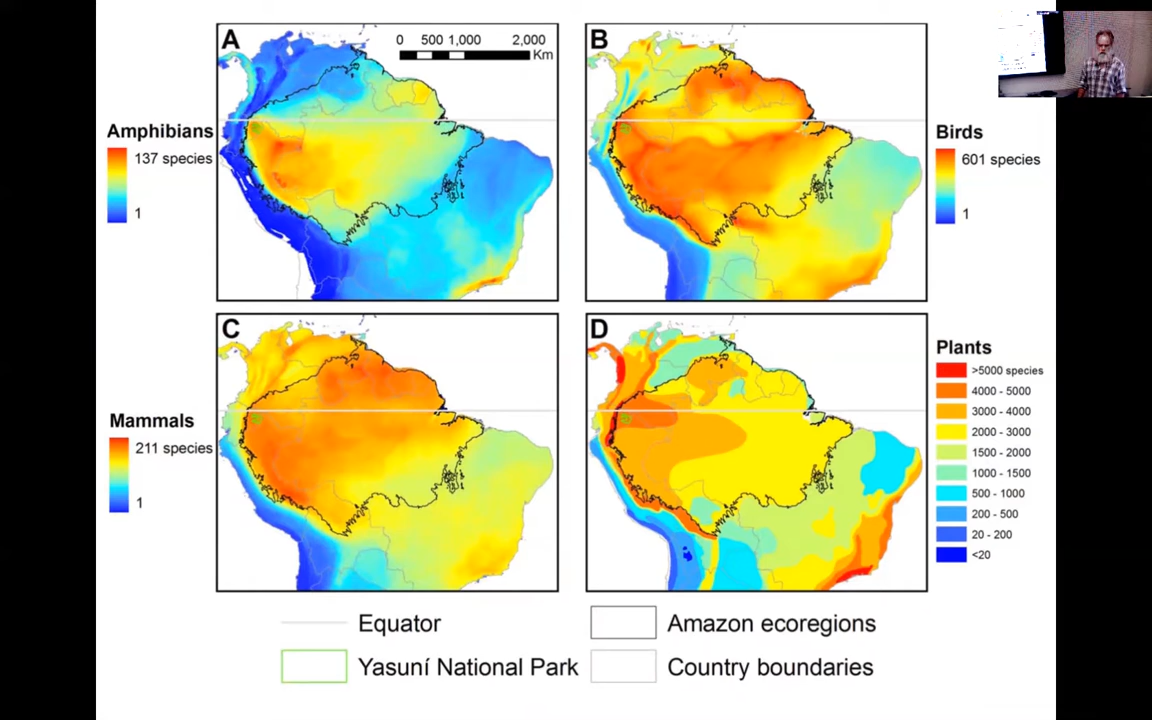 A
0 500 1,000 2,000
Km
Amphibians
137 species
1
B
Birds
601 species
1
C
Mammals
211 species
1
D
Plants
>5000 species
4000 - 5000
3000 - 4000
2000 - 3000
1500 - 2000
1000 - 1500
500 - 1000
200 - 500
20 - 200
<20
Equator
Amazon ecoregions
Yasuní National Park
Country boundaries